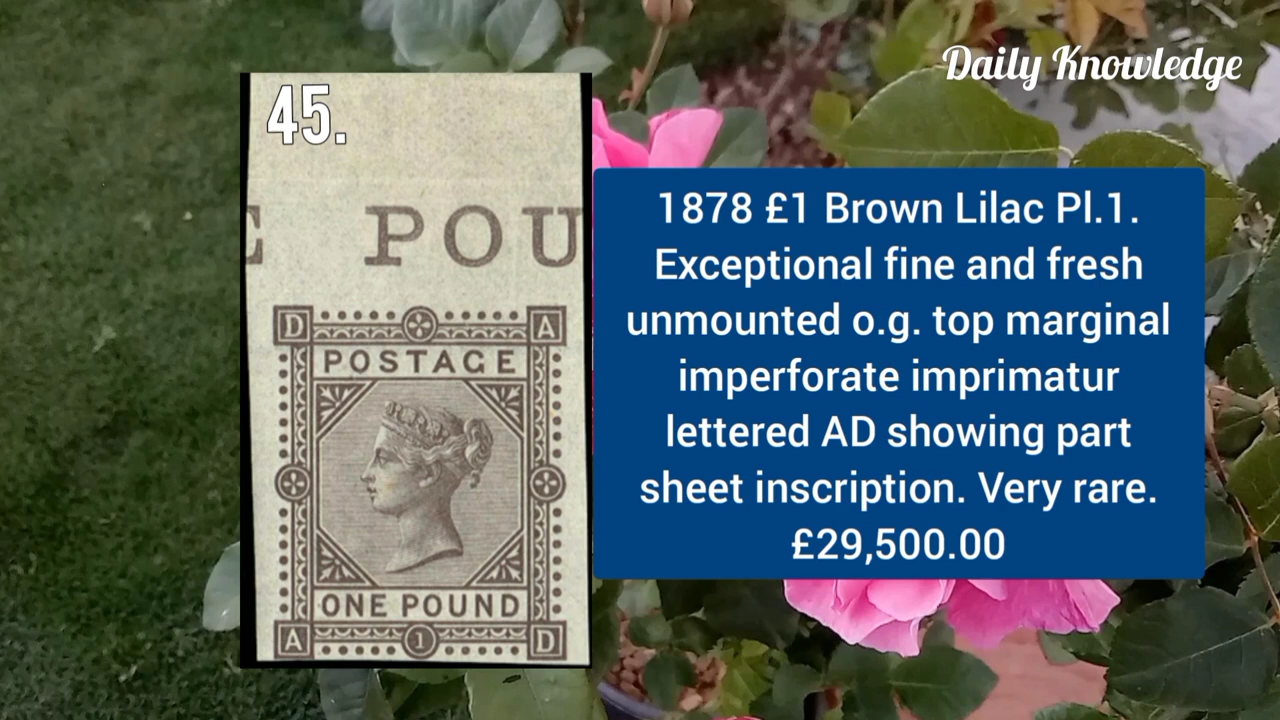 Daily Knowledge
45.
E POU
D A
POSTAGE
ONE POUND
A 1 D
1878 £1 Brown Lilac Pl.1.
Exceptional fine and fresh
unmounted o.g. top marginal
imperforate imprimatur
lettered AD showing part
sheet inscription. Very rare.
£29,500.00